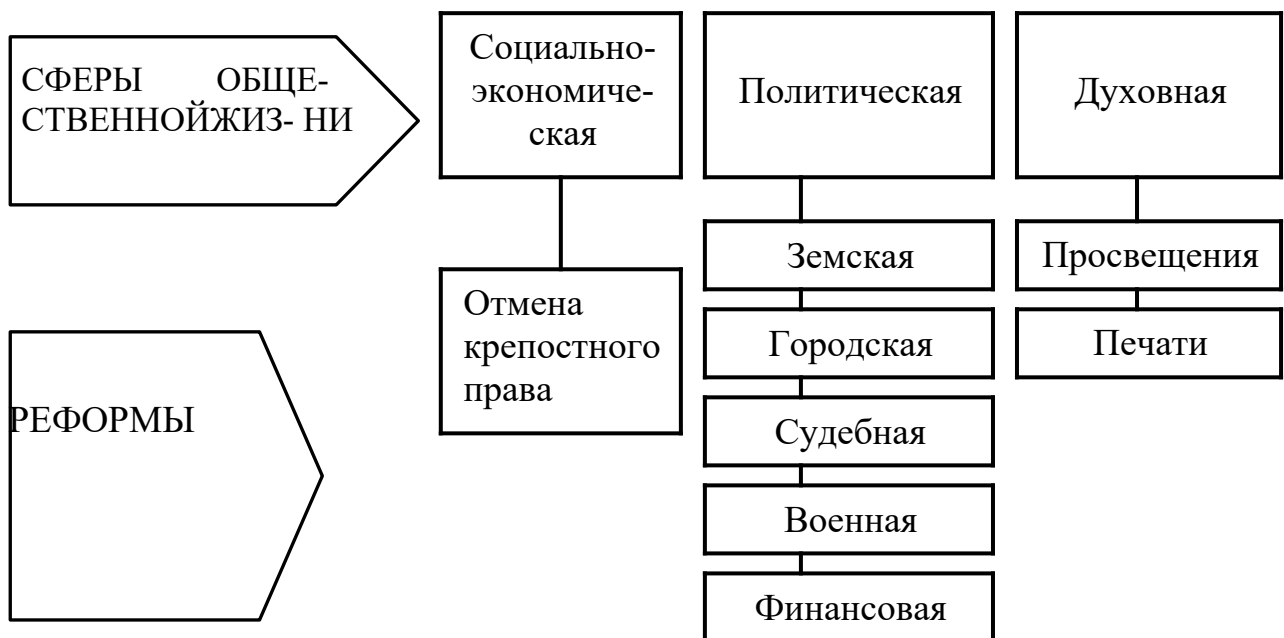 СФЕРЫ ОБЩЕ-
СТВЕННОЙЖИЗ- НИ
Социально-
экономиче-
ская
Политическая
Духовная
РЕФОРМЫ
Отмена
крепостного
права
Земская
Городская
Судебная
Военная
Финансовая
Просвещения
Печати